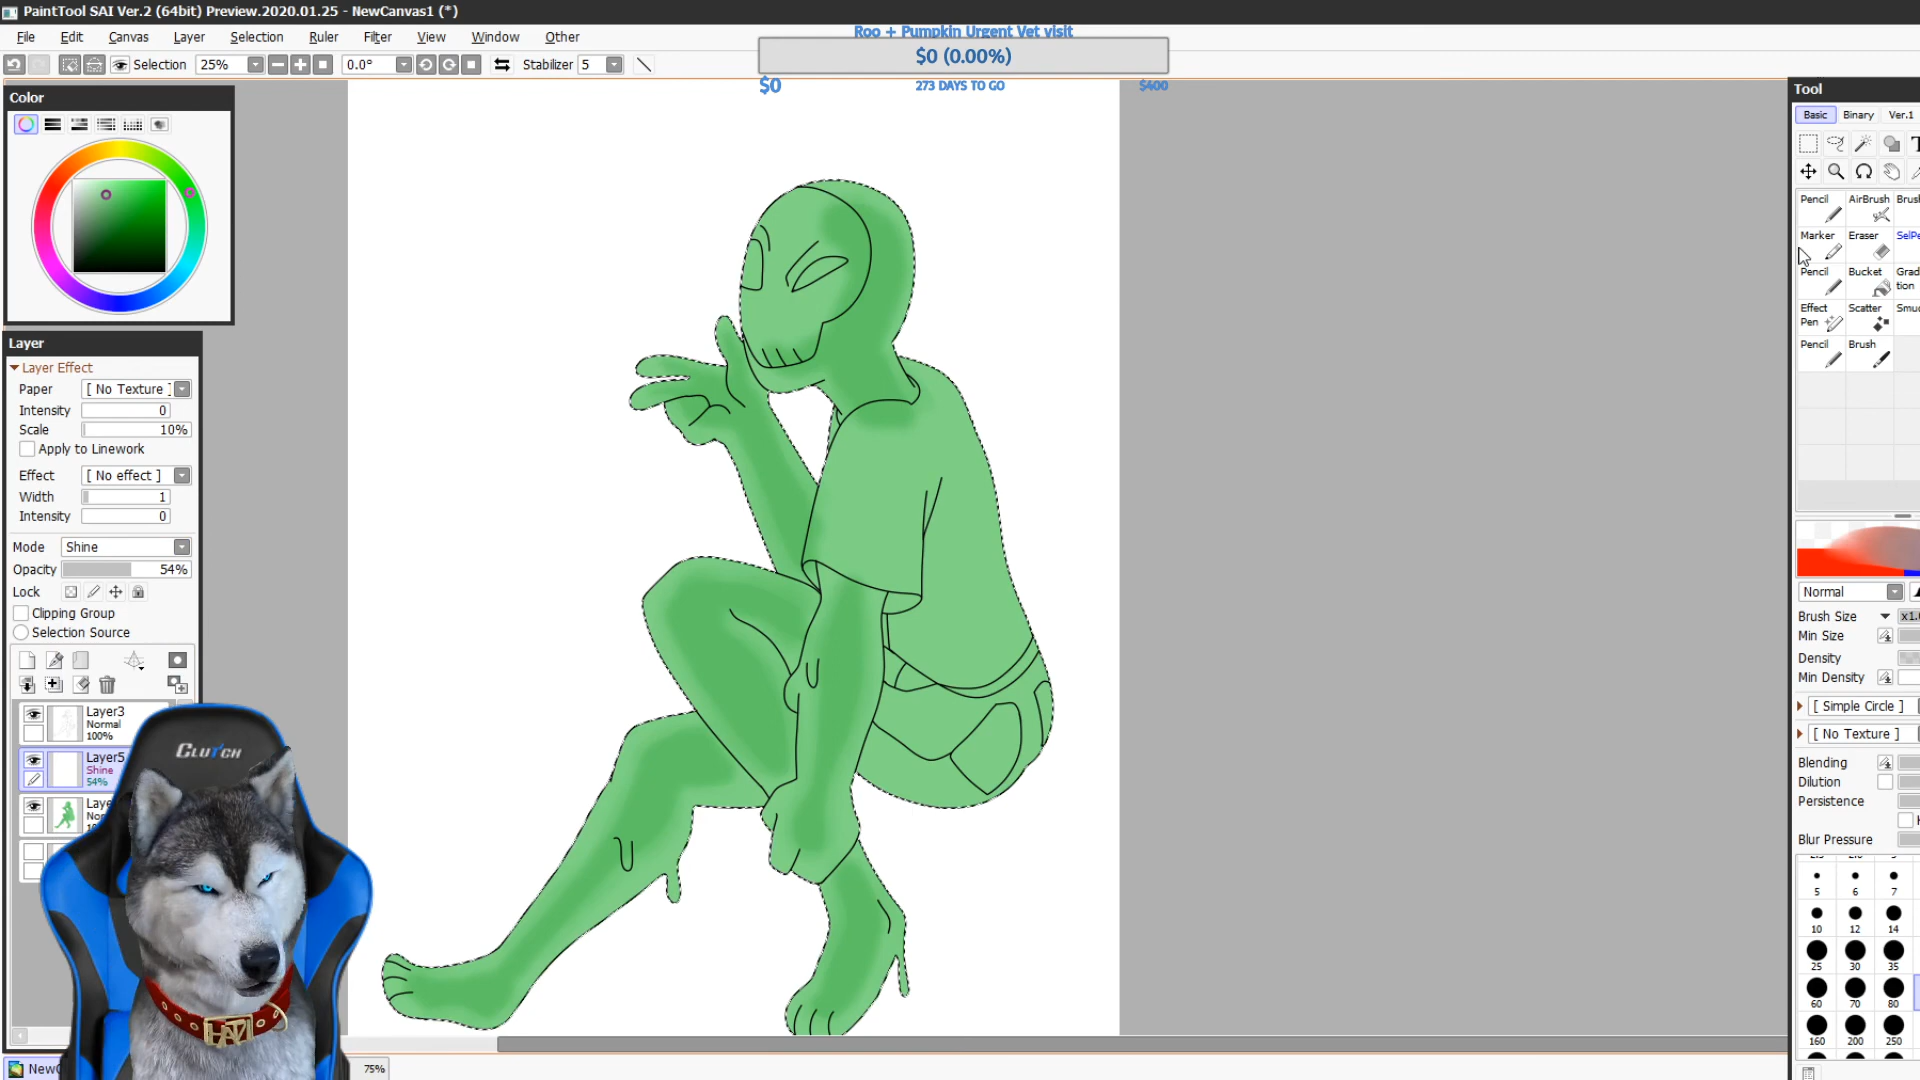 PaintTool SAI Ver.2 (64bit) Preview.2020.01.25 - NewCanvas1 (*)
File Edit Canvas Layer Selection Ruler Filter View Window Other
Roo + Pumpkin Urgent Vet visit
$0 (0.00%)
$0 273 DAYS TO GO $400
Selection 25% 0.0° Stabilizer 5
Color
Layer
Layer Effect
Paper [ No Texture ]
Intensity 0
Scale 10%
Apply to Linework
Effect [ No effect ]
Width 1
Intensity 0
Mode Shine
Opacity 54%
Lock
Clipping Group
Selection Source
Layer3
Normal
100%
Layer5
Shine
54%
CLUTCH
75%
Tool
Basic Binary Ver.1
Pencil AirBrush
Marker Eraser
Pencil Bucket
Effect Pen Scatter
Pencil Brush
Normal
Brush Size
Min Size
Density
Min Density
[ Simple Circle ]
[ No Texture ]
Blending
Dilution
Persistence
Blur Pressure
5 6 7
10 12 14
25 30 35
60 70 80
160 200 250